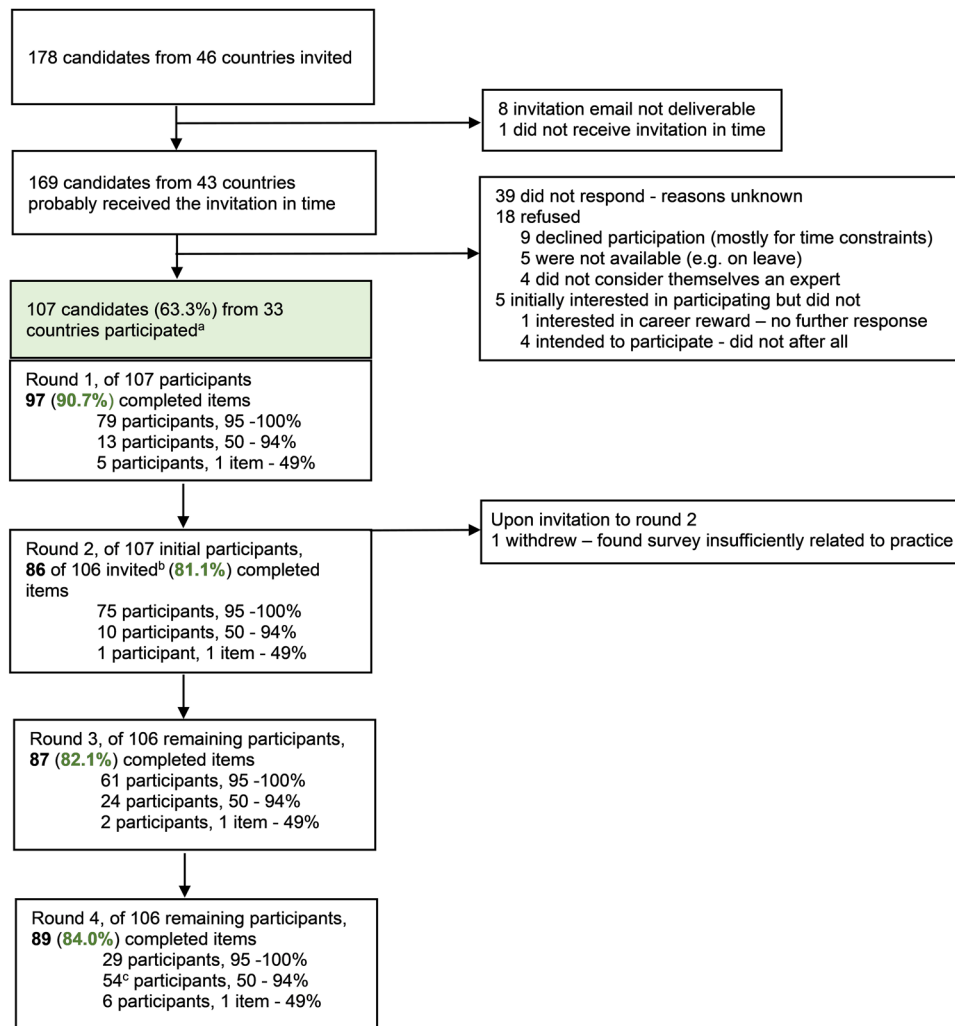 178 candidates from 46 countries invited
8 invitation email not deliverable
1 did not receive invitation in time
169 candidates from 43 countries
probably received the invitation in time
39 did not respond - reasons unknown
18 refused
9 declined participation (mostly for time constraints)
5 were not available (e.g. on leave)
4 did not consider themselves an expert
5 initially interested in participating but did not
1 interested in career reward – no further response
4 intended to participate - did not after all
107 candidates (63.3%) from 33
countries participatedᵃ
Round 1, of 107 participants
97 (90.7%) completed items
79 participants, 95 -100%
13 participants, 50 - 94%
5 participants, 1 item - 49%
Upon invitation to round 2
1 withdrew – found survey insufficiently related to practice
Round 2, of 107 initial participants,
86 of 106 invitedᵇ (81.1%) completed
items
75 participants, 95 -100%
10 participants, 50 - 94%
1 participant, 1 item - 49%
Round 3, of 106 remaining participants,
87 (82.1%) completed items
61 participants, 95 -100%
24 participants, 50 - 94%
2 participants, 1 item - 49%
Round 4, of 106 remaining participants,
89 (84.0%) completed items
29 participants, 95 -100%
54ᶜ participants, 50 - 94%
6 participants, 1 item - 49%